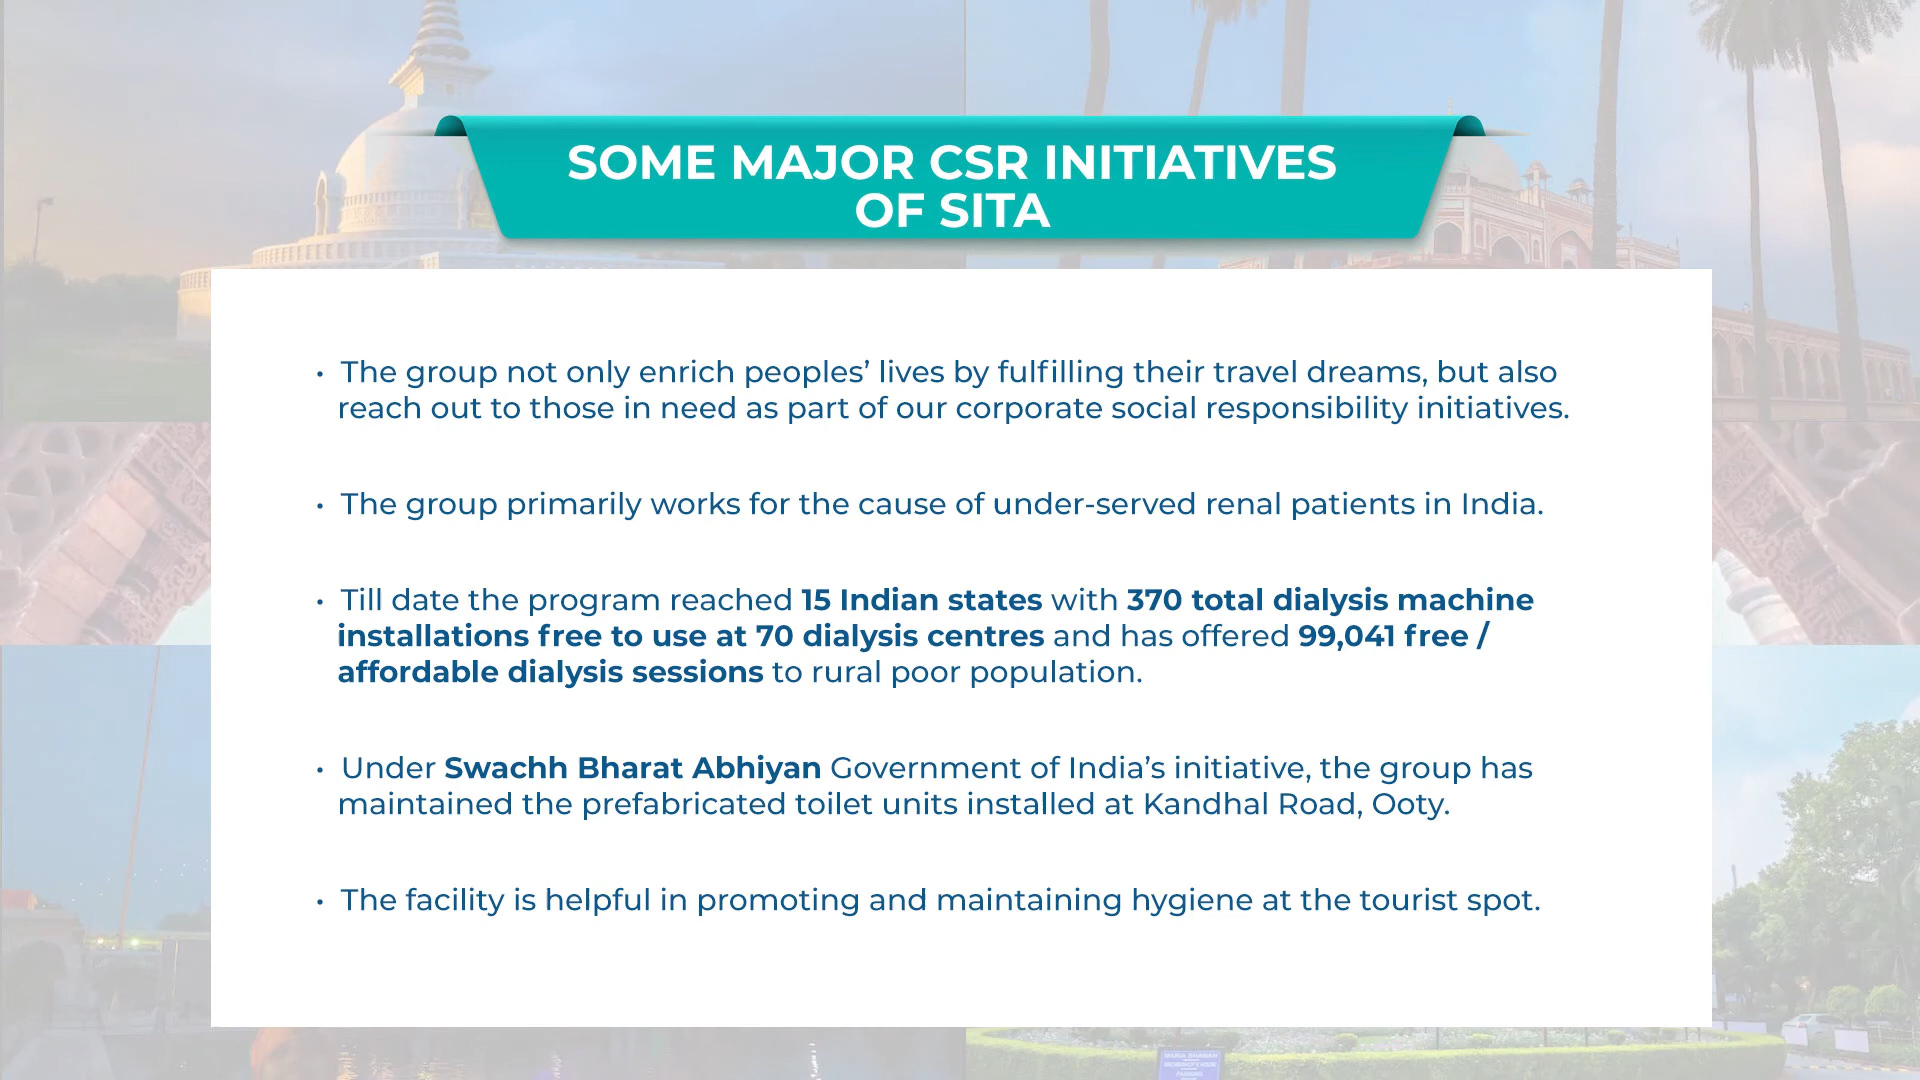 SOME MAJOR CSR INITIATIVES
OF SITA
• The group not only enrich peoples’ lives by fulfilling their travel dreams, but also
reach out to those in need as part of our corporate social responsibility initiatives.
• The group primarily works for the cause of under-served renal patients in India.
• Till date the program reached 15 Indian states with 370 total dialysis machine
installations free to use at 70 dialysis centres and has offered 99,041 free /
affordable dialysis sessions to rural poor population.
• Under Swachh Bharat Abhiyan Government of India’s initiative, the group has
maintained the prefabricated toilet units installed at Kandhal Road, Ooty.
• The facility is helpful in promoting and maintaining hygiene at the tourist spot.